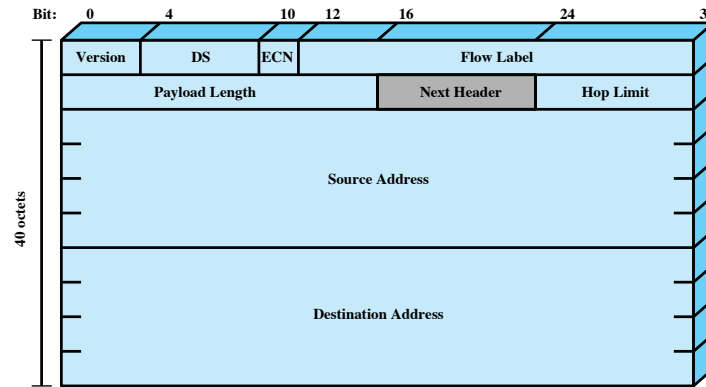 Bit: 0 4 10 12 16 24 3
Version DS ECN Flow Label
Payload Length Next Header Hop Limit
Source Address
40 octets
Destination Address